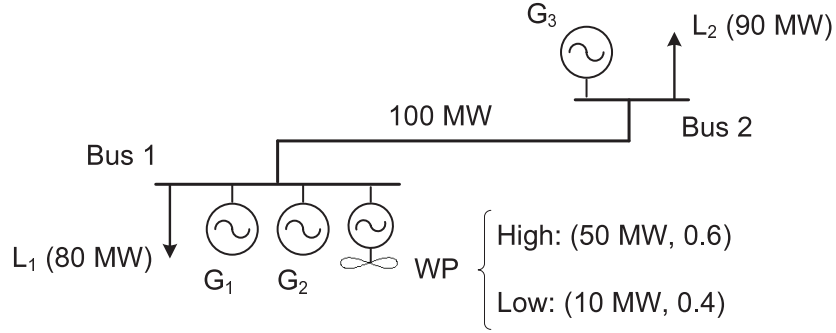 G₃
L₂ (90 MW)
100 MW
Bus 2
Bus 1
L₁ (80 MW)
G₁
G₂
WP
High: (50 MW, 0.6)
Low: (10 MW, 0.4)